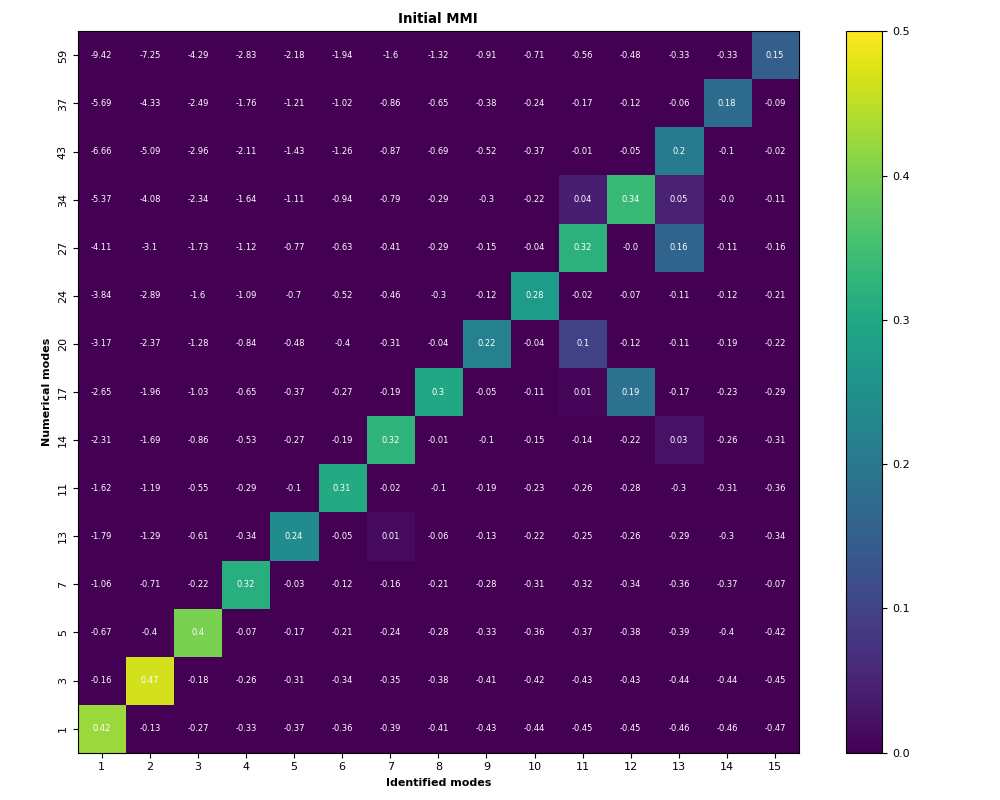 Initial MMI
59 -9.42 -7.25 -4.29 -2.83 -2.18 -1.94 -1.6 -1.32 -0.91 -0.71 -0.56 -0.48 -0.33 -0.33 0.15
37 -5.69 -4.33 -2.49 -1.76 -1.21 -1.02 -0.86 -0.65 -0.38 -0.24 -0.17 -0.12 -0.06 0.18 -0.09
43 -6.66 -5.09 -2.96 -2.11 -1.43 -1.26 -0.87 -0.69 -0.52 -0.37 -0.01 -0.05 0.2 -0.1 -0.02
34 -5.37 -4.08 -2.34 -1.64 -1.11 -0.94 -0.79 -0.29 -0.3 -0.22 0.04 0.34 0.05 -0.0 -0.11
27 -4.11 -3.1 -1.73 -1.12 -0.77 -0.63 -0.41 -0.29 -0.15 -0.04 0.32 -0.0 0.16 -0.11 -0.16
24 -3.84 -2.89 -1.6 -1.09 -0.7 -0.52 -0.46 -0.3 -0.12 0.28 -0.02 -0.07 -0.11 -0.12 -0.21
20 -3.17 -2.37 -1.28 -0.84 -0.48 -0.4 -0.31 -0.04 0.22 -0.04 0.1 -0.12 -0.11 -0.19 -0.22
17 -2.65 -1.96 -1.03 -0.65 -0.37 -0.27 -0.19 0.3 -0.05 -0.11 0.01 0.19 -0.17 -0.23 -0.29
14 -2.31 -1.69 -0.86 -0.53 -0.27 -0.19 0.32 -0.01 -0.1 -0.15 -0.14 -0.22 0.03 -0.26 -0.31
11 -1.62 -1.19 -0.55 -0.29 -0.1 0.31 -0.02 -0.1 -0.19 -0.23 -0.26 -0.28 -0.3 -0.31 -0.36
13 -1.79 -1.29 -0.61 -0.34 0.24 -0.05 0.01 -0.06 -0.13 -0.22 -0.25 -0.26 -0.29 -0.3 -0.34
7 -1.06 -0.71 -0.22 0.32 -0.03 -0.12 -0.16 -0.21 -0.28 -0.31 -0.32 -0.34 -0.36 -0.37 -0.07
5 -0.67 -0.4 0.4 -0.07 -0.17 -0.21 -0.24 -0.28 -0.33 -0.36 -0.37 -0.38 -0.39 -0.4 -0.42
3 -0.16 0.47 -0.18 -0.26 -0.31 -0.34 -0.35 -0.38 -0.41 -0.42 -0.43 -0.43 -0.44 -0.44 -0.45
1 0.42 -0.13 -0.27 -0.33 -0.37 -0.36 -0.39 -0.41 -0.43 -0.44 -0.45 -0.45 -0.46 -0.46 -0.47
1 2 3 4 5 6 7 8 9 10 11 12 13 14 15
Identified modes
Numerical modes
0.5
0.4
0.3
0.2
0.1
0.0